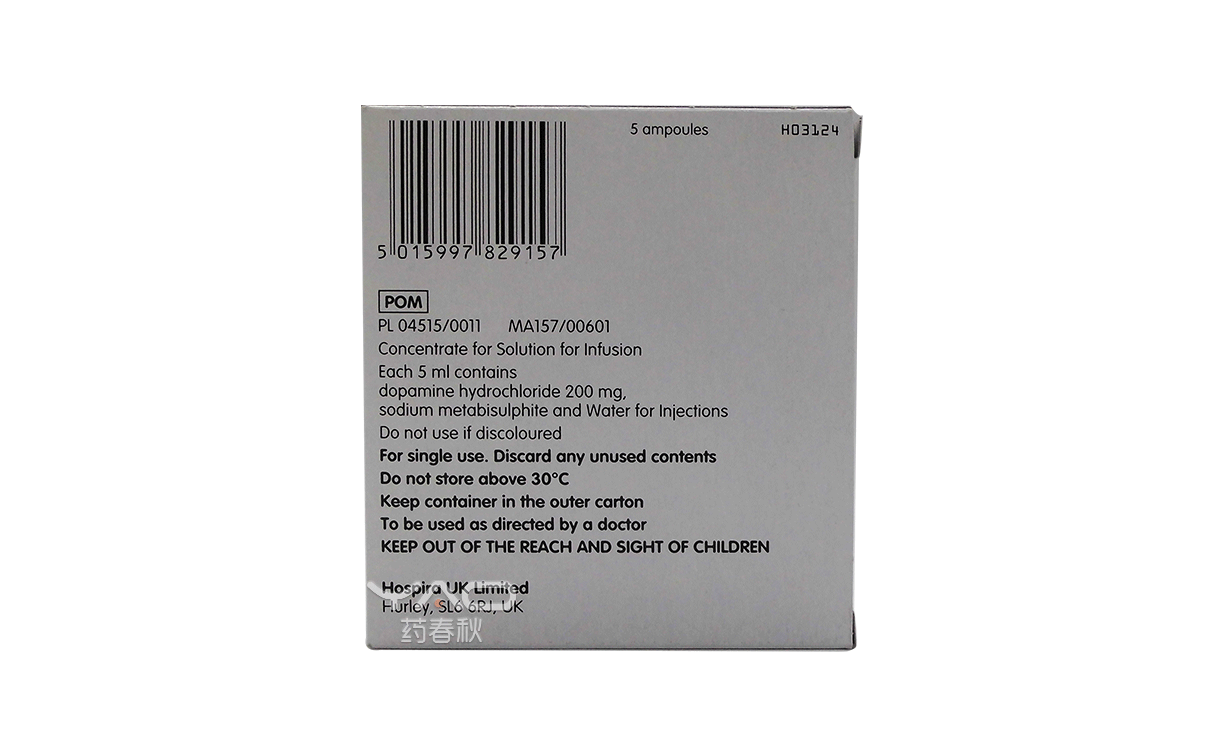 5 ampoules
H03124
5 015997 829157
POM
PL 04515/0011 MA157/00601
Concentrate for Solution for Infusion
Each 5 ml contains
dopamine hydrochloride 200 mg,
sodium metabisulphite and Water for Injections
Do not use if discoloured
For single use. Discard any unused contents
Do not store above 30°C
Keep container in the outer carton
To be used as directed by a doctor
KEEP OUT OF THE REACH AND SIGHT OF CHILDREN
Hospira UK Limited
Hurley, SL6 6RJ, UK
YAO
药春秋